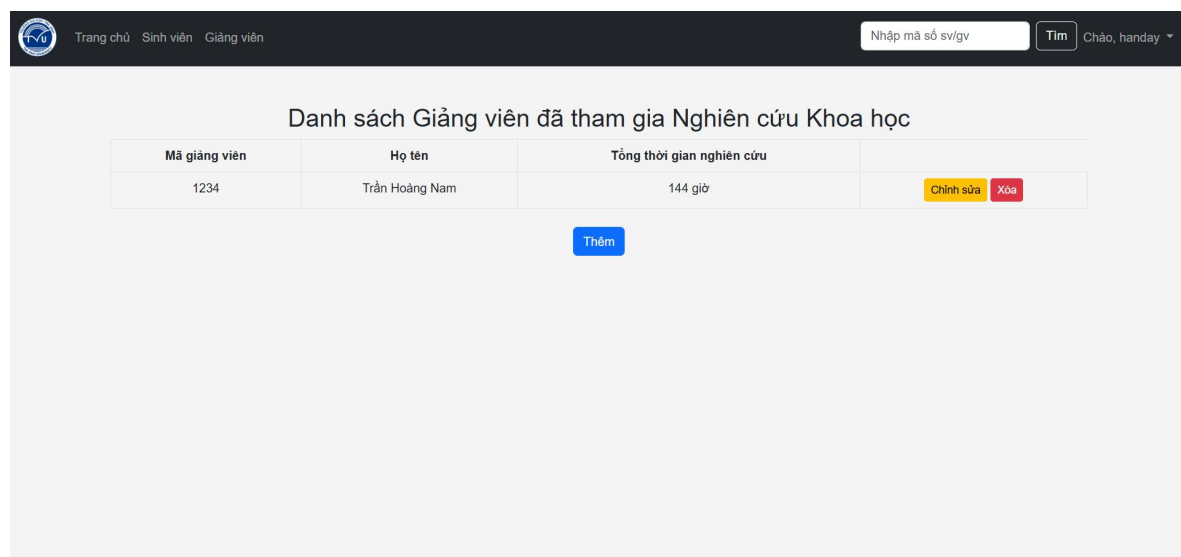 TVU
Trang chủ Sinh viên Giảng viên Nhập mã số sv/gv Tìm Chào, handay
Danh sách Giảng viên đã tham gia Nghiên cứu Khoa học
Mã giảng viên Họ tên Tổng thời gian nghiên cứu
1234 Trần Hoàng Nam 144 giờ Chỉnh sửa Xóa
Thêm